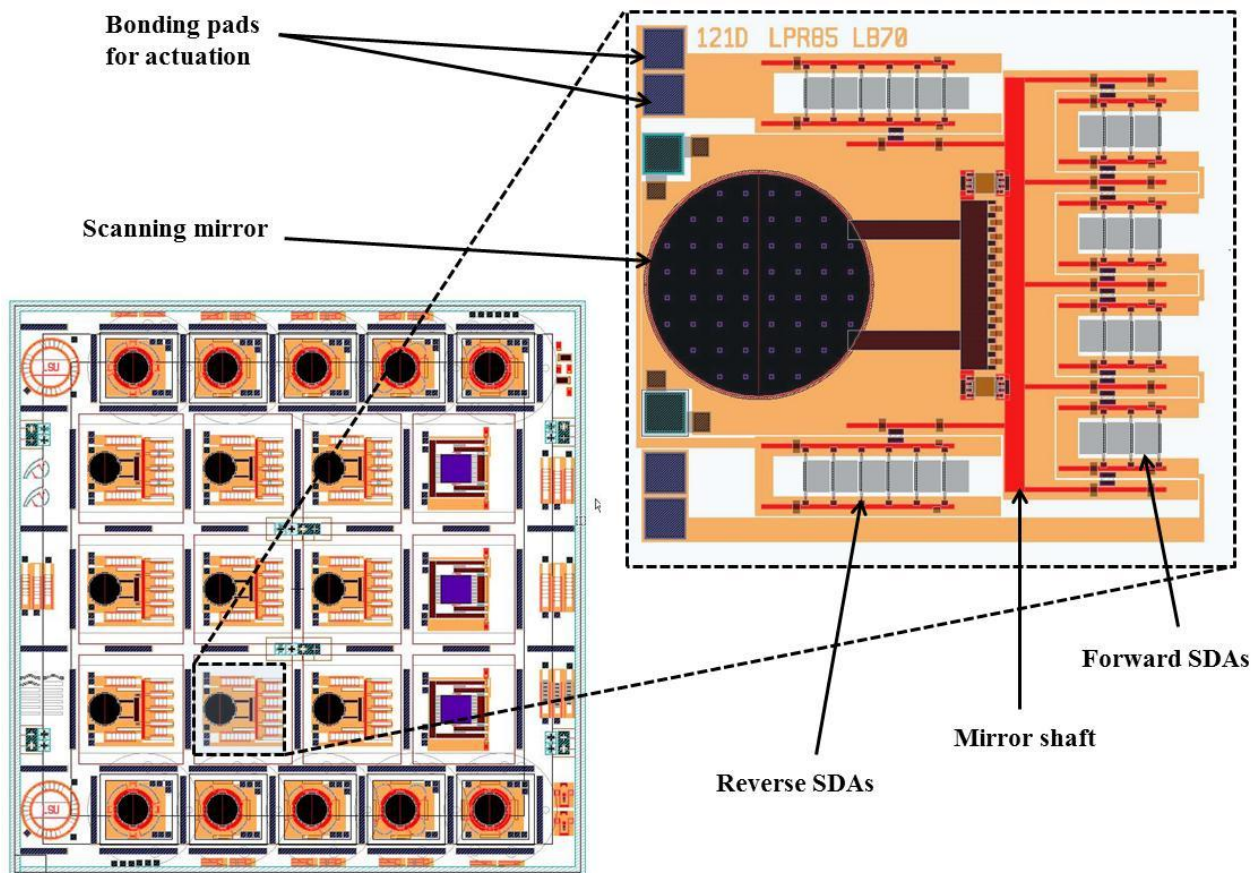 Bonding pads
for actuation
121D LPR85 LB70
Scanning mirror
LSU
Forward SDAs
Mirror shaft
Reverse SDAs
LSU